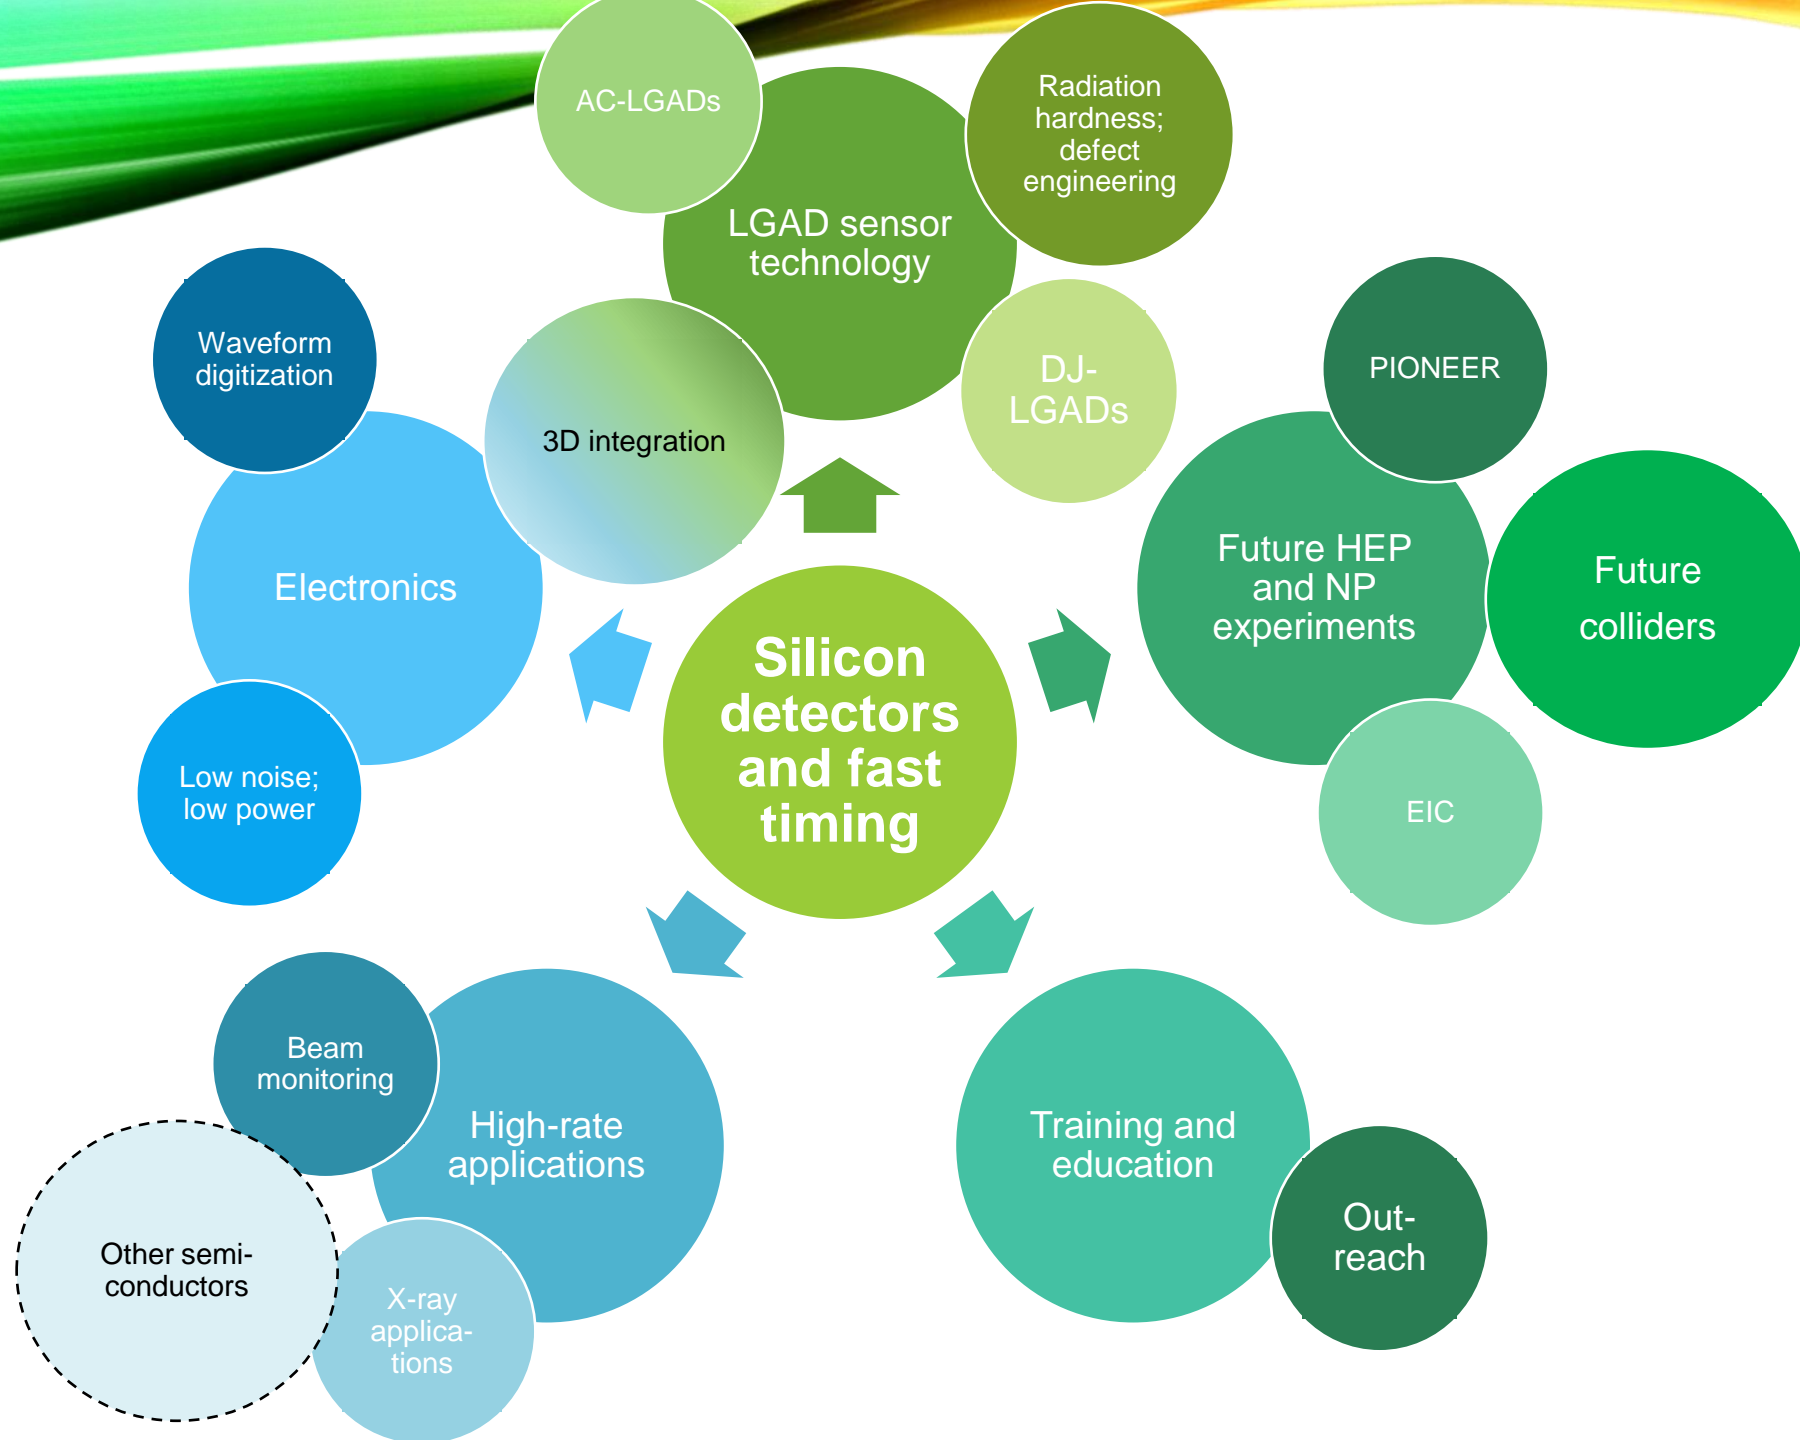 AC-LGADs
Radiation
hardness;
defect
engineering
LGAD sensor
technology
Waveform
digitization
3D integration
DJ-
LGADs
PIONEER
Electronics
Future HEP
and NP
experiments
Future
colliders
Silicon
detectors
and fast
timing
Low noise;
low power
EIC
Beam
monitoring
High-rate
applications
Training and
education
Other semi-
conductors
X-ray
applica-
tions
Out-
reach